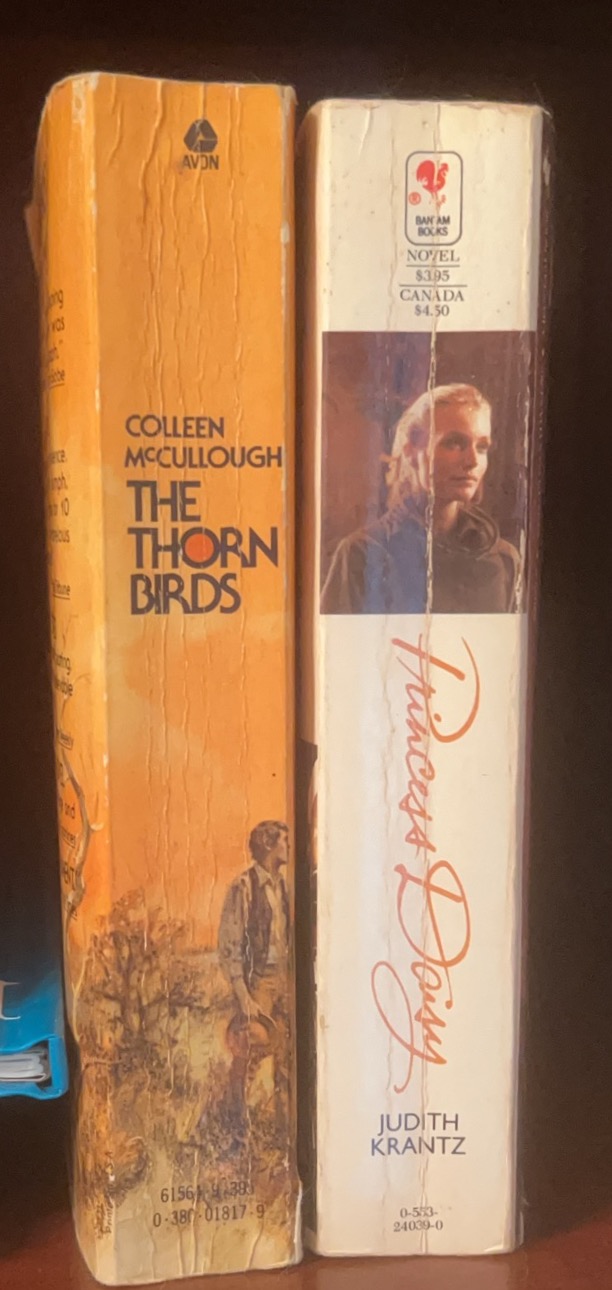 AVON
COLLEEN
McCULLOUGH
THE
THORN
BIRDS
0-380-01817-9
BANTAM
BOOKS
NOVEL
$3.95
CANADA
$4.50
Princess Daisy
JUDITH
KRANTZ
0-553-
24039-0